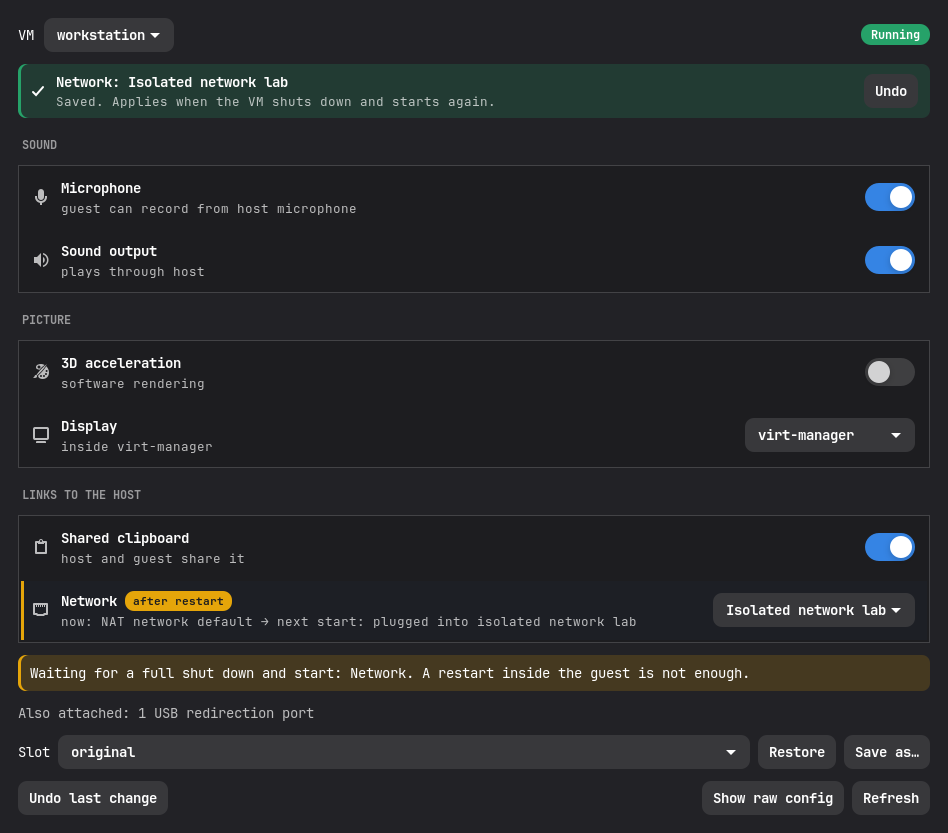 VM workstation Running
Network: Isolated network lab
Saved. Applies when the VM shuts down and starts again.
Undo
SOUND
Microphone
guest can record from host microphone
Sound output
plays through host
PICTURE
3D acceleration
software rendering
Display
inside virt-manager
virt-manager
LINKS TO THE HOST
Shared clipboard
host and guest share it
Network after restart
now: NAT network default → next start: plugged into isolated network lab
Isolated network lab
Waiting for a full shut down and start: Network. A restart inside the guest is not enough.
Also attached: 1 USB redirection port
Slot original Restore Save as…
Undo last change Show raw config Refresh